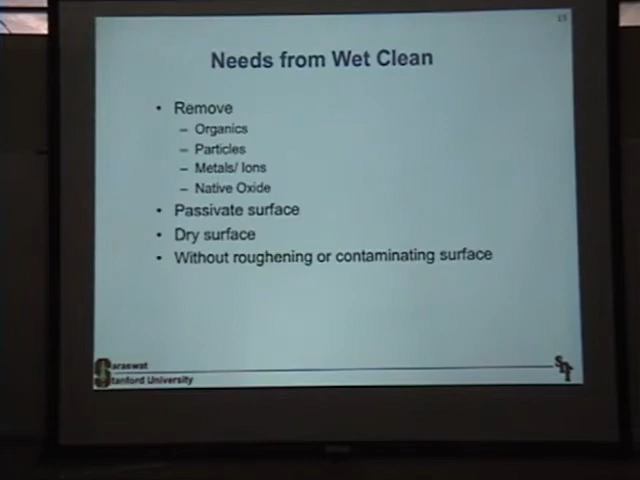 13
Needs from Wet Clean
• Remove
– Organics
– Particles
– Metals/ Ions
– Native Oxide
• Passivate surface
• Dry surface
• Without roughening or contaminating surface
Saraswat
Stanford University